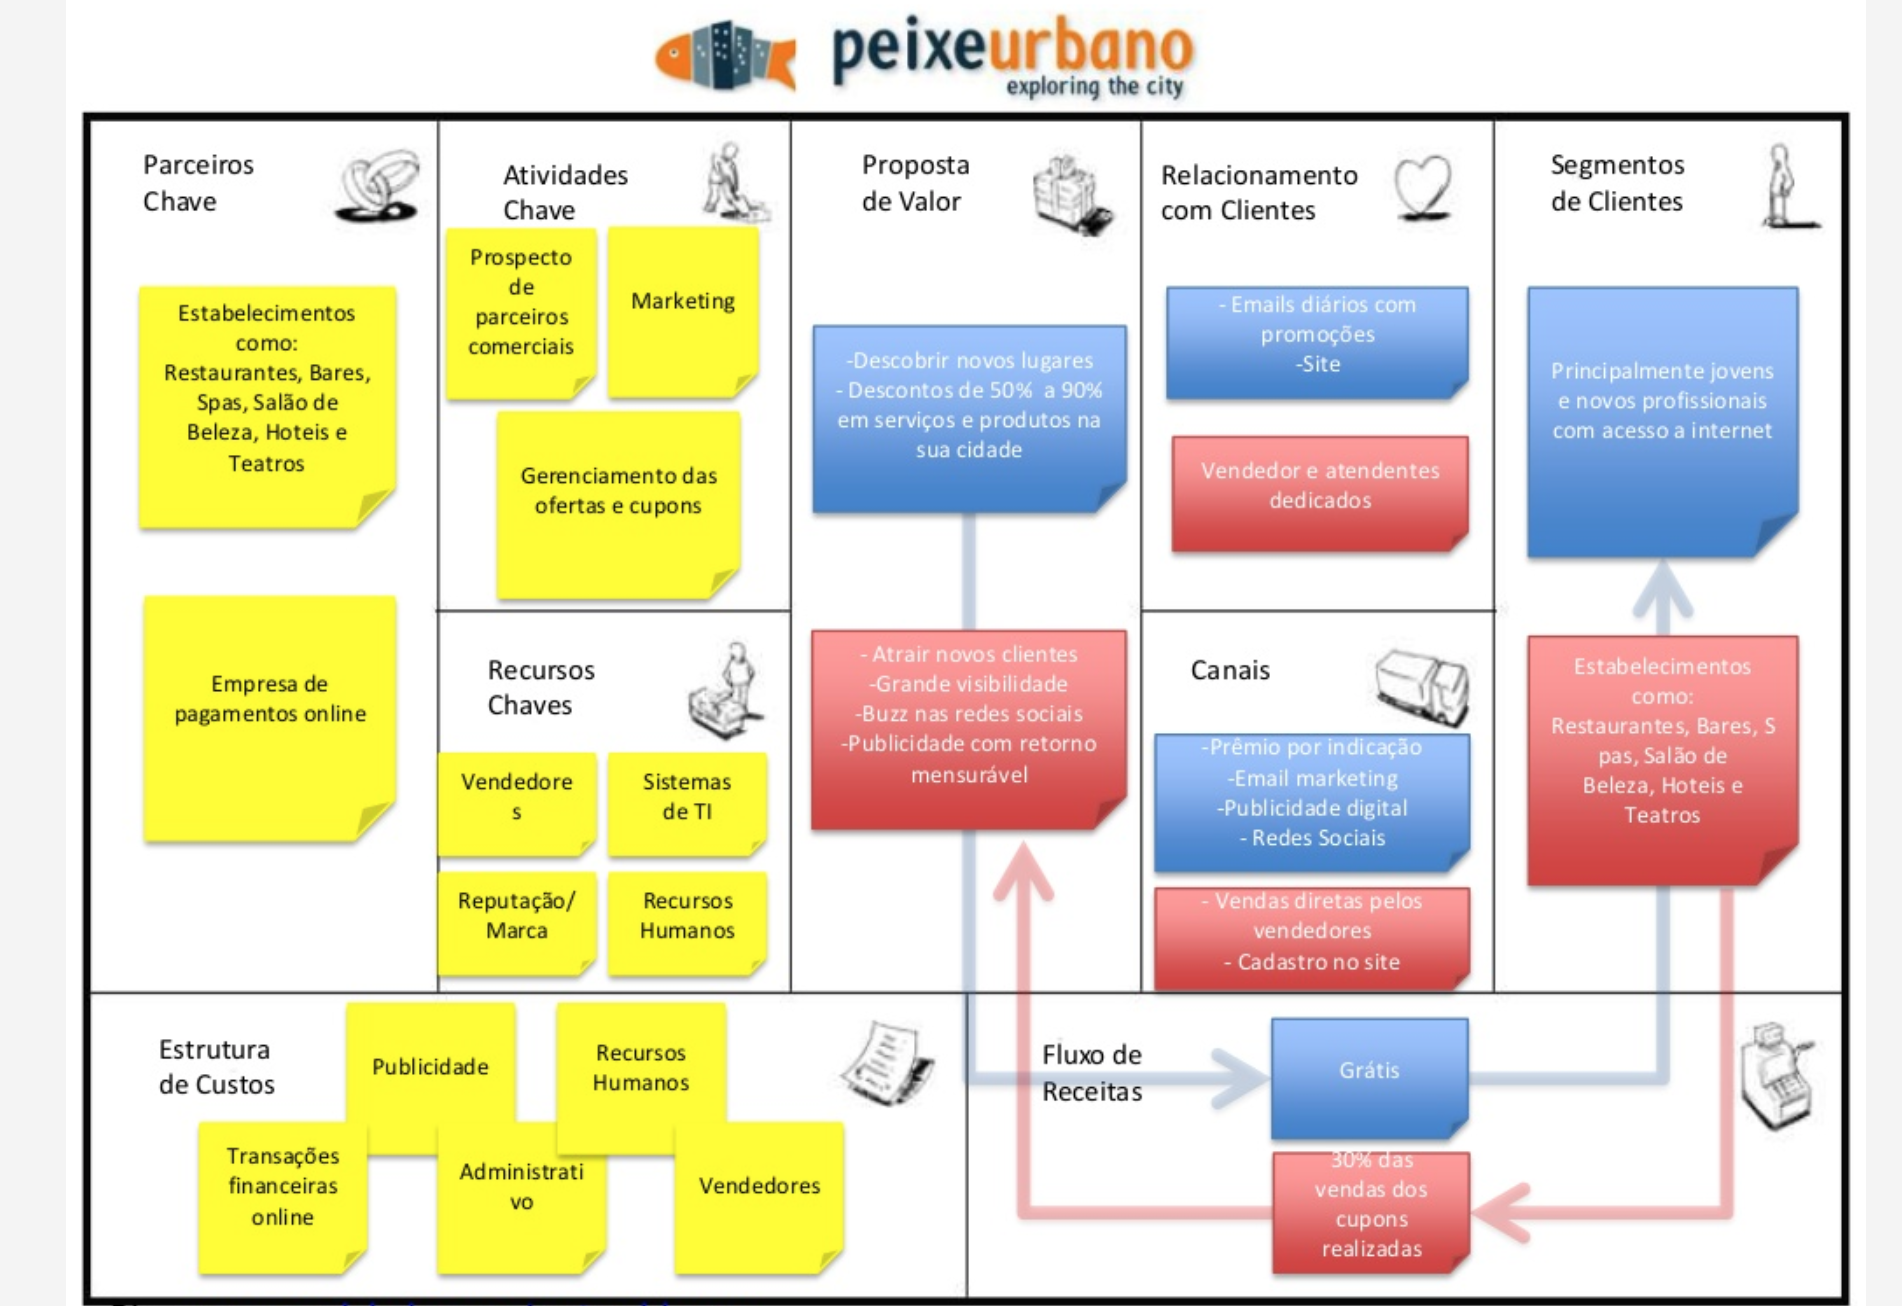 peixeurbano
exploring the city
Parceiros
Chave
Estabelecimentos
como:
Restaurantes, Bares,
Spas, Salão de
Beleza, Hoteis e
Teatros
Empresa de
pagamentos online
Atividades
Chave
Prospecto
de
parceiros
comerciais
Marketing
Gerenciamento das
ofertas e cupons
Recursos
Chaves
Vendedore
s
Sistemas
de TI
Reputação/
Marca
Recursos
Humanos
Proposta
de Valor
-Descobrir novos lugares
- Descontos de 50% a 90%
em serviços e produtos na
sua cidade
- Atrair novos clientes
-Grande visibilidade
-Buzz nas redes sociais
-Publicidade com retorno
mensurável
Relacionamento
com Clientes
- Emails diários com
promoções
-Site
Vendedor e atendentes
dedicados
Canais
-Prêmio por indicação
-Email marketing
-Publicidade digital
- Redes Sociais
- Vendas diretas pelos
vendedores
- Cadastro no site
Segmentos
de Clientes
Principalmente jovens
e novos profissionais
com acesso a internet
Estabelecimentos
como:
Restaurantes, Bares, S
pas, Salão de
Beleza, Hoteis e
Teatros
Estrutura
de Custos
Publicidade
Recursos
Humanos
Transações
financeiras
online
Administrati
vo
Vendedores
Fluxo de
Receitas
Grátis
30% das
vendas dos
cupons
realizadas